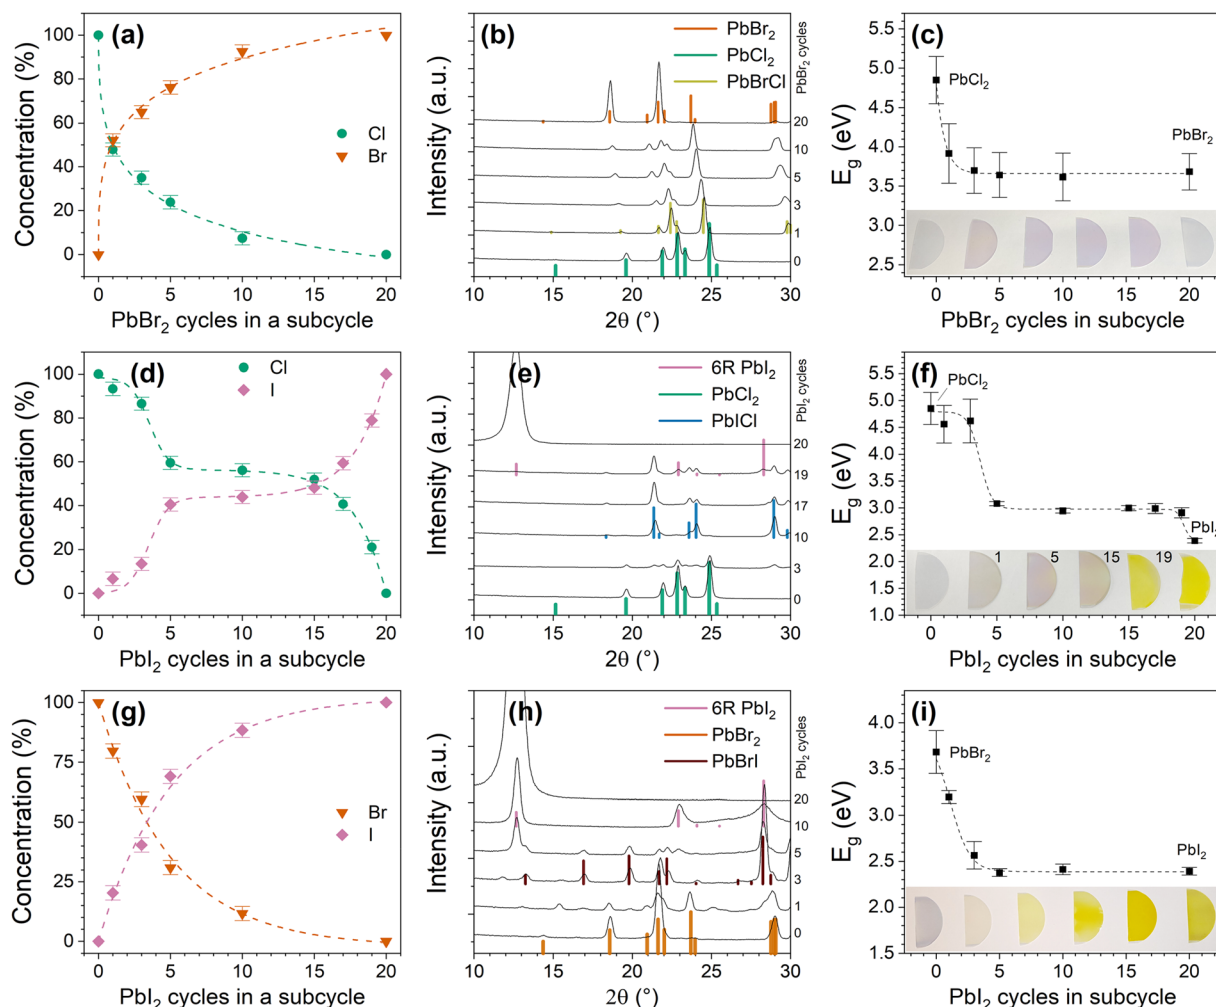 (a)
Concentration (%)
100
80
60
40
20
0
Cl
Br
0 5 10 15 20
PbBr₂ cycles in a subcycle
(b)
Intensity (a.u.)
PbBr₂
PbCl₂
PbBrCl
PbBr₂ cycles
20
10
5
3
1
0
10 15 20 25 30
2θ (°)
(c)
E_g (eV)
5.0
4.5
4.0
3.5
3.0
2.5
PbCl₂
PbBr₂
0 5 10 15 20
PbBr₂ cycles in subcycle
(d)
Concentration (%)
100
80
60
40
20
0
Cl
I
0 5 10 15 20
PbI₂ cycles in a subcycle
(e)
Intensity (a.u.)
6R PbI₂
PbCl₂
PbICl
PbI₂ cycles
20
19
17
10
3
0
10 15 20 25 30
2θ (°)
(f)
E_g (eV)
5.5
5.0
4.5
4.0
3.5
3.0
2.5
2.0
1.5
1.0
PbCl₂
PbI₂
1 5 15 19
0 5 10 15 20
PbI₂ cycles in subcycle
(g)
Concentration (%)
100
75
50
25
0
Br
I
0 5 10 15 20
PbI₂ cycles in a subcycle
(h)
Intensity (a.u.)
6R PbI₂
PbBr₂
PbBrI
PbI₂ cycles
20
10
5
3
1
0
10 15 20 25 30
2θ (°)
(i)
E_g (eV)
4.0
3.5
3.0
2.5
2.0
1.5
PbBr₂
PbI₂
0 5 10 15 20
PbI₂ cycles in subcycle